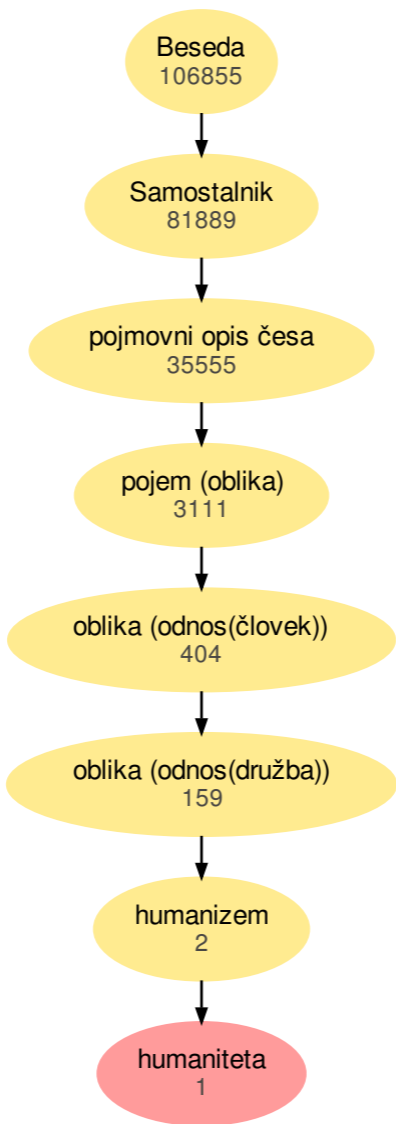 Beseda
106855
Samostalnik
81889
pojmovni opis česa
35555
pojem (oblika)
3111
oblika (odnos(človek))
404
oblika (odnos(družba))
159
humanizem
2
humaniteta
1